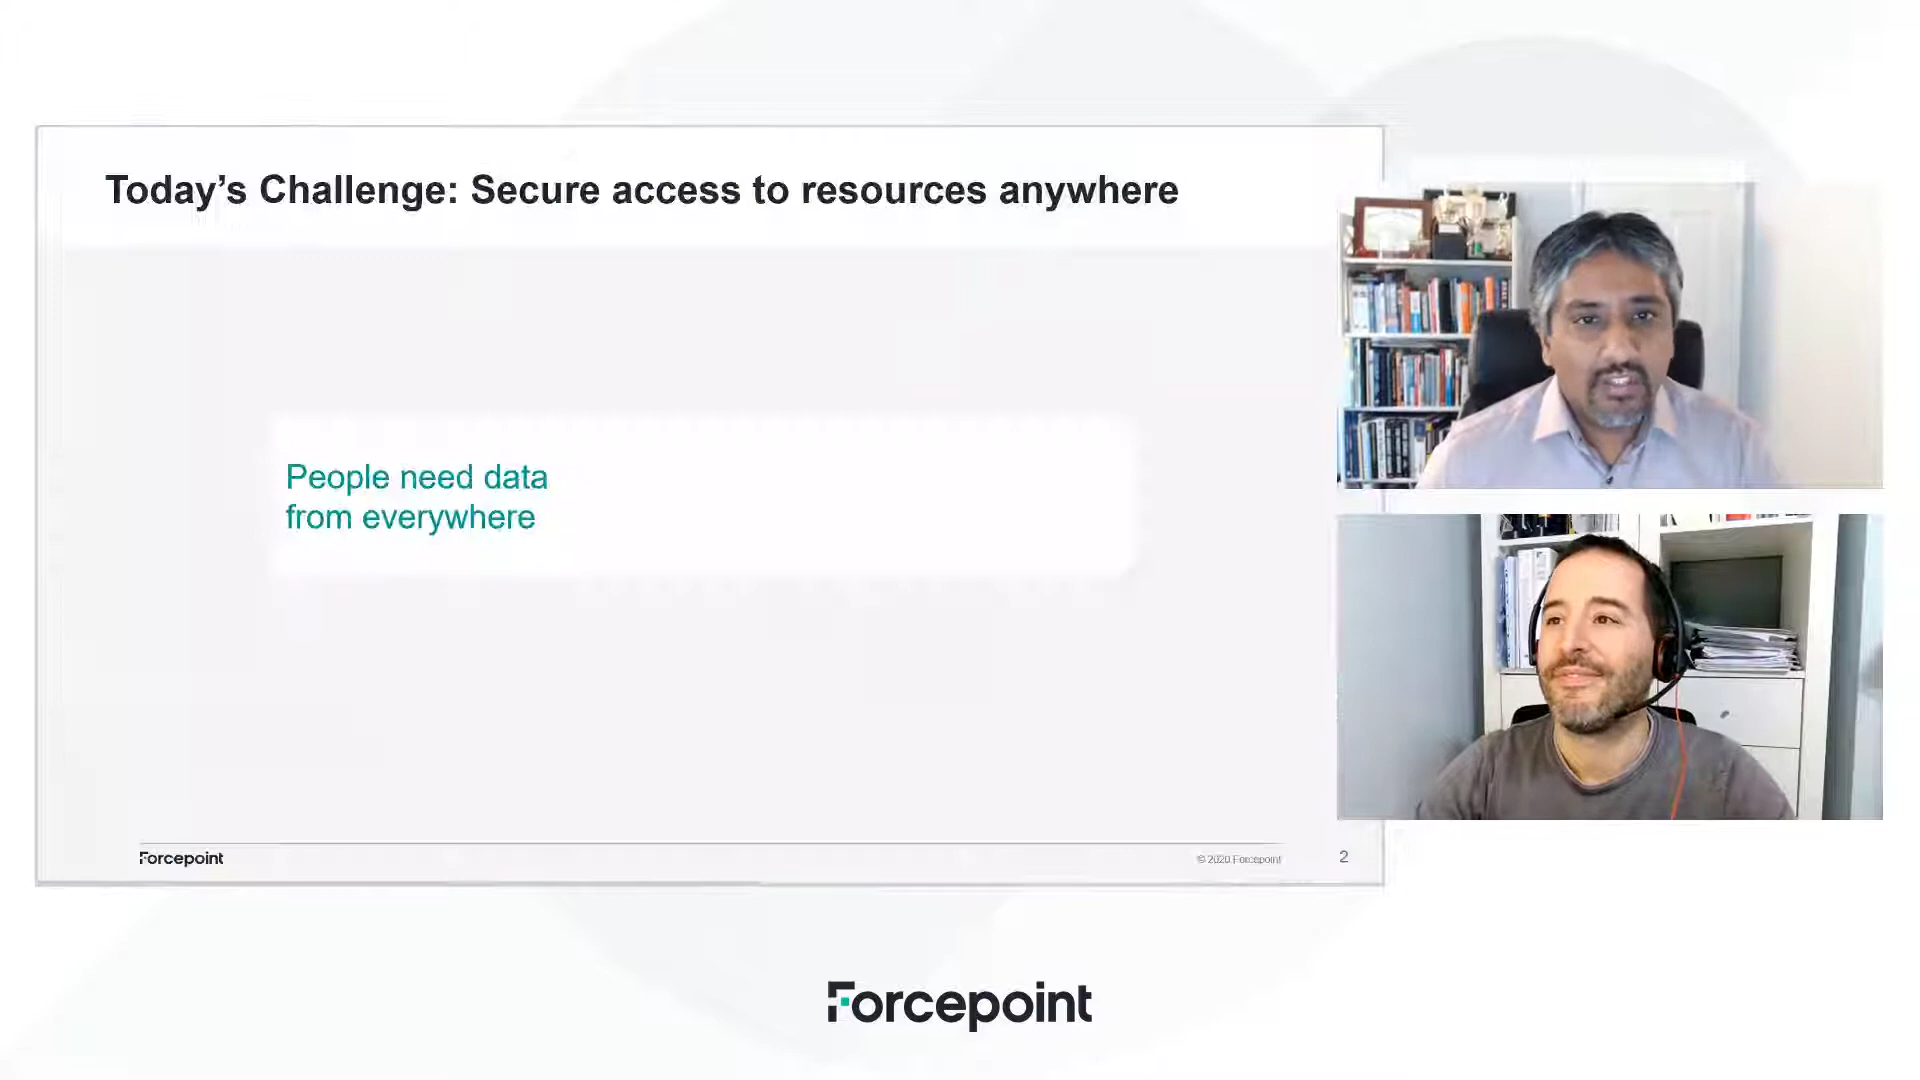 Today’s Challenge: Secure access to resources anywhere
People need data
from everywhere
Forcepoint
© 2020 Forcepoint
2
Forcepoint